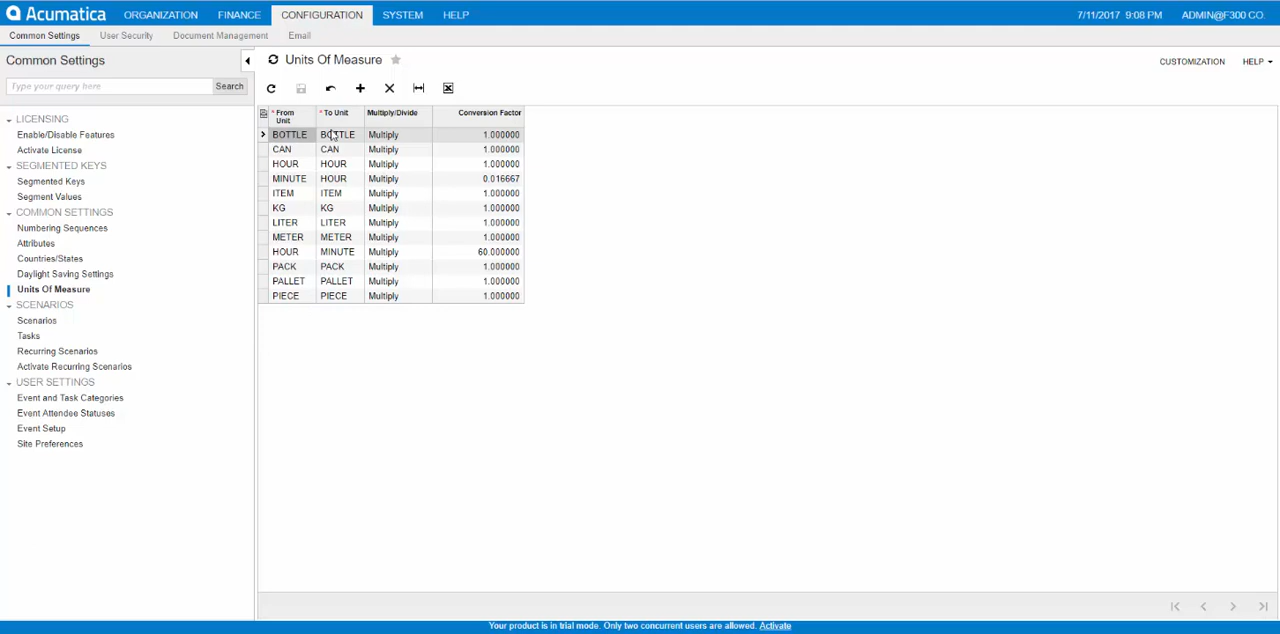 Acumatica ORGANIZATION FINANCE CONFIGURATION SYSTEM HELP 7/11/2017 9:08 PM ADMIN@F300 CO.
Common Settings User Security Document Management Email
Common Settings
Units Of Measure
CUSTOMIZATION HELP
Type your query here Search
LICENSING
Enable/Disable Features
Activate License
SEGMENTED KEYS
Segmented Keys
Segment Values
COMMON SETTINGS
Numbering Sequences
Attributes
Countries/States
Daylight Saving Settings
Units Of Measure
SCENARIOS
Scenarios
Tasks
Recurring Scenarios
Activate Recurring Scenarios
USER SETTINGS
Event and Task Categories
Event Attendee Statuses
Event Setup
Site Preferences
* From Unit * To Unit Multiply/Divide Conversion Factor
BOTTLE BOTTLE Multiply 1.000000
CAN CAN Multiply 1.000000
HOUR HOUR Multiply 1.000000
MINUTE HOUR Multiply 0.016667
ITEM ITEM Multiply 1.000000
KG KG Multiply 1.000000
LITER LITER Multiply 1.000000
METER METER Multiply 1.000000
HOUR MINUTE Multiply 60.000000
PACK PACK Multiply 1.000000
PALLET PALLET Multiply 1.000000
PIECE PIECE Multiply 1.000000
Your product is in trial mode. Only two concurrent users are allowed. Activate